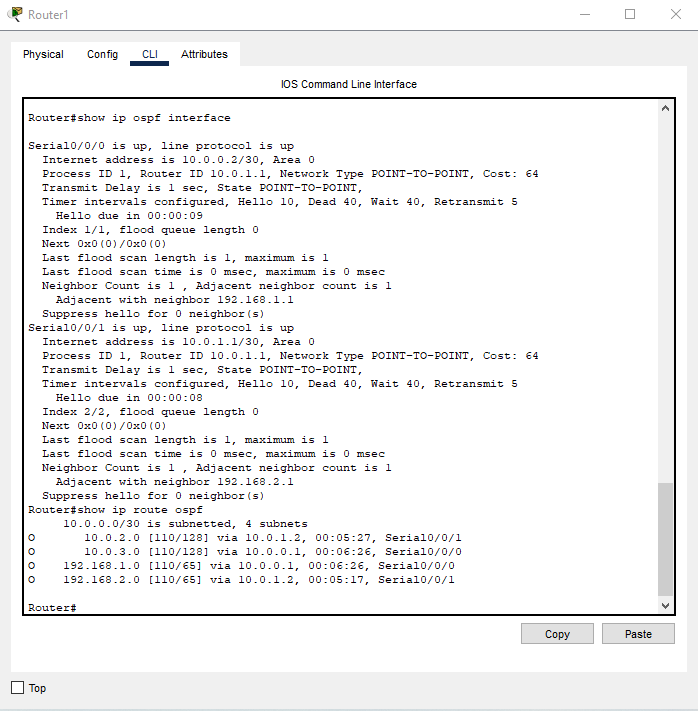 Router1
Physical Config CLI Attributes
IOS Command Line Interface
Router#show ip ospf interface
Serial0/0/0 is up, line protocol is up
Internet address is 10.0.0.2/30, Area 0
Process ID 1, Router ID 10.0.1.1, Network Type POINT-TO-POINT, Cost: 64
Transmit Delay is 1 sec, State POINT-TO-POINT,
Timer intervals configured, Hello 10, Dead 40, Wait 40, Retransmit 5
Hello due in 00:00:09
Index 1/1, flood queue length 0
Next 0x0(0)/0x0(0)
Last flood scan length is 1, maximum is 1
Last flood scan time is 0 msec, maximum is 0 msec
Neighbor Count is 1 , Adjacent neighbor count is 1
Adjacent with neighbor 192.168.1.1
Suppress hello for 0 neighbor(s)
Serial0/0/1 is up, line protocol is up
Internet address is 10.0.1.1/30, Area 0
Process ID 1, Router ID 10.0.1.1, Network Type POINT-TO-POINT, Cost: 64
Transmit Delay is 1 sec, State POINT-TO-POINT,
Timer intervals configured, Hello 10, Dead 40, Wait 40, Retransmit 5
Hello due in 00:00:08
Index 2/2, flood queue length 0
Next 0x0(0)/0x0(0)
Last flood scan length is 1, maximum is 1
Last flood scan time is 0 msec, maximum is 0 msec
Neighbor Count is 1 , Adjacent neighbor count is 1
Adjacent with neighbor 192.168.2.1
Suppress hello for 0 neighbor(s)
Router#show ip route ospf
10.0.0.0/30 is subnetted, 4 subnets
O 10.0.2.0 [110/128] via 10.0.1.2, 00:05:27, Serial0/0/1
O 10.0.3.0 [110/128] via 10.0.0.1, 00:06:26, Serial0/0/0
O 192.168.1.0 [110/65] via 10.0.0.1, 00:06:26, Serial0/0/0
O 192.168.2.0 [110/65] via 10.0.1.2, 00:05:17, Serial0/0/1
Router#
Copy Paste
Top